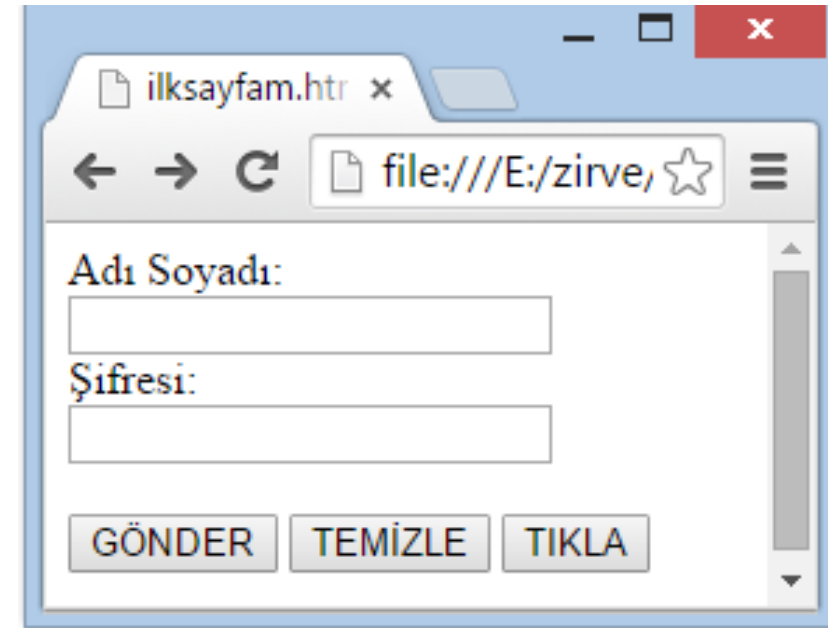 ilksayfam.htr
file:///E:/zirve/
Adı Soyadı:
Şifresi:
GÖNDER TEMİZLE TIKLA